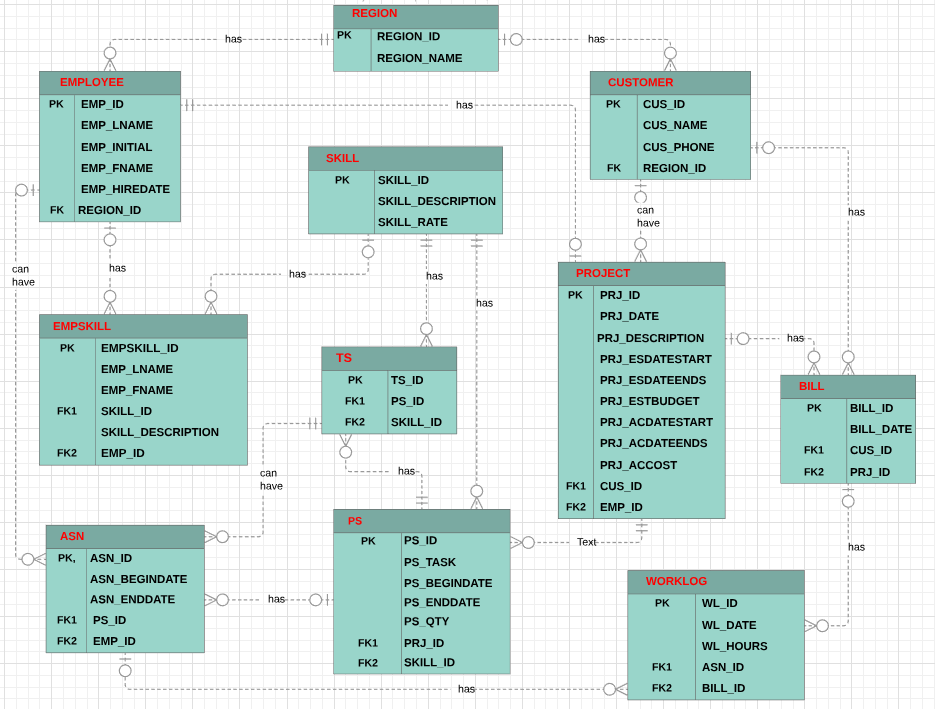 REGION
PK REGION_ID
REGION_NAME
has
has
EMPLOYEE
PK EMP_ID
EMP_LNAME
EMP_INITIAL
EMP_FNAME
EMP_HIREDATE
FK REGION_ID
has
CUSTOMER
PK CUS_ID
CUS_NAME
CUS_PHONE
FK REGION_ID
SKILL
PK SKILL_ID
SKILL_DESCRIPTION
SKILL_RATE
can
have
has
can
have
has
has
has
has
EMPSKILL
PK EMPSKILL_ID
EMP_LNAME
EMP_FNAME
FK1 SKILL_ID
SKILL_DESCRIPTION
FK2 EMP_ID
TS
PK TS_ID
FK1 PS_ID
FK2 SKILL_ID
PROJECT
PK PRJ_ID
PRJ_DATE
PRJ_DESCRIPTION
PRJ_ESDATESTART
PRJ_ESDATEENDS
PRJ_ESTBUDGET
PRJ_ACDATESTART
PRJ_ACDATEENDS
PRJ_ACCOST
FK1 CUS_ID
FK2 EMP_ID
has
BILL
PK BILL_ID
BILL_DATE
FK1 CUS_ID
FK2 PRJ_ID
can
have
has
ASN
PK, ASN_ID
ASN_BEGINDATE
ASN_ENDDATE
FK1 PS_ID
FK2 EMP_ID
has
PS
PK PS_ID
PS_TASK
PS_BEGINDATE
PS_ENDDATE
PS_QTY
FK1 PRJ_ID
FK2 SKILL_ID
Text
has
WORKLOG
PK WL_ID
WL_DATE
WL_HOURS
FK1 ASN_ID
FK2 BILL_ID
has